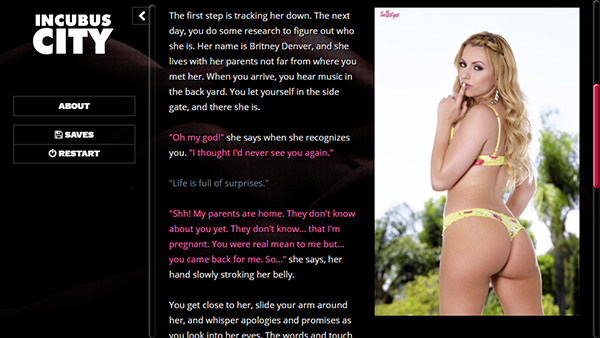 INCUBUS
CITY
ABOUT
SAVES
RESTART
The first step is tracking her down. The next
day, you do some research to figure out who
she is. Her name is Britney Denver, and she
lives with her parents not far from where you
met her. When you arrive, you hear music in
the back yard. You let yourself in the side
gate, and there she is.
"Oh my god!" she says when she recognizes
you. "I thought I'd never see you again."
"Life is full of surprises."
"Shh! My parents are home. They don't know
about you yet. They don't know... that I'm
pregnant. You were real mean to me but...
you came back for me. So..." she says, her
hand slowly stroking her belly.
You get close to her, slide your arm around
her, and whisper apologies and promises as
you look into her eyes. The words and touch